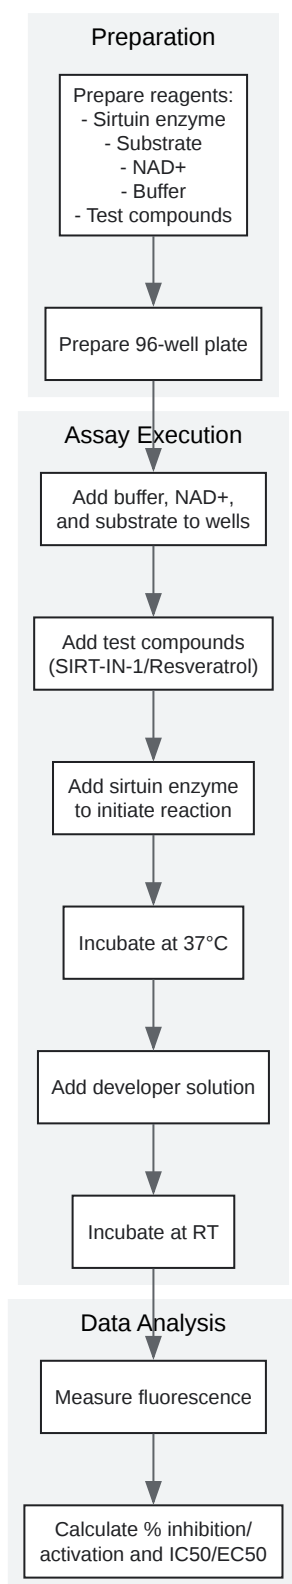 Preparation
Prepare reagents:
- Sirtuin enzyme
- Substrate
- NAD+
- Buffer
- Test compounds
Prepare 96-well plate
Assay Execution
Add buffer, NAD+,
and substrate to wells
Add test compounds
(SIRT-IN-1/Resveratrol)
Add sirtuin enzyme
to initiate reaction
Incubate at 37°C
Add developer solution
Incubate at RT
Data Analysis
Measure fluorescence
Calculate % inhibition/
activation and IC50/EC50